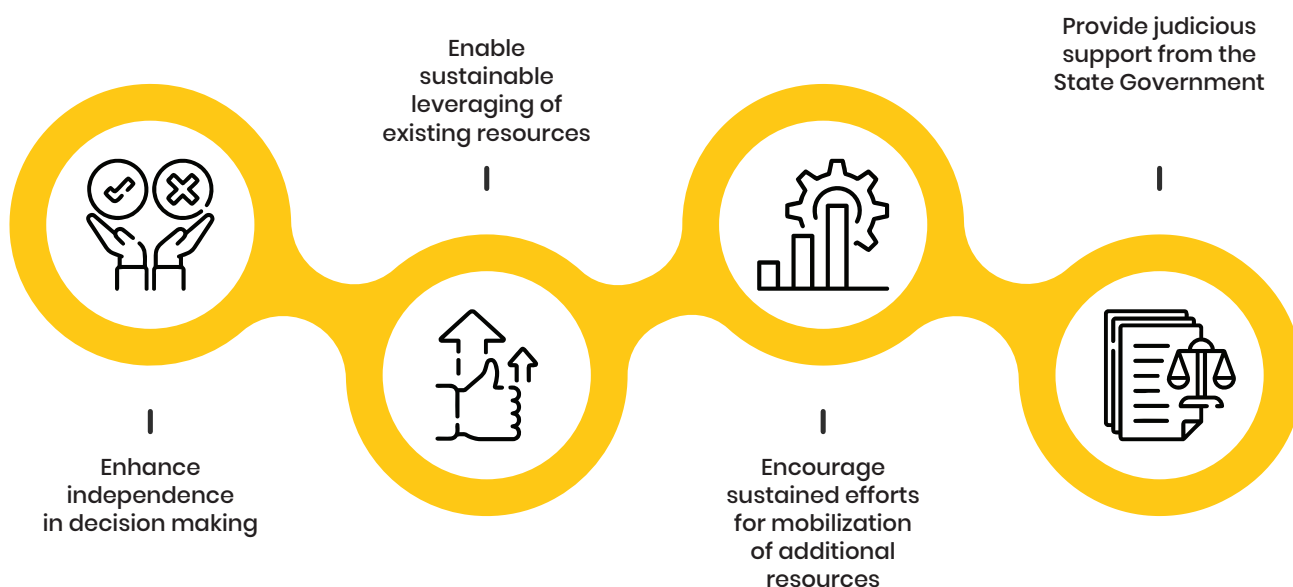 Enhance
independence
in decision making
Enable
sustainable
leveraging of
existing resources
Encourage
sustained efforts
for mobilization
of additional
resources
Provide judicious
support from the
State Government